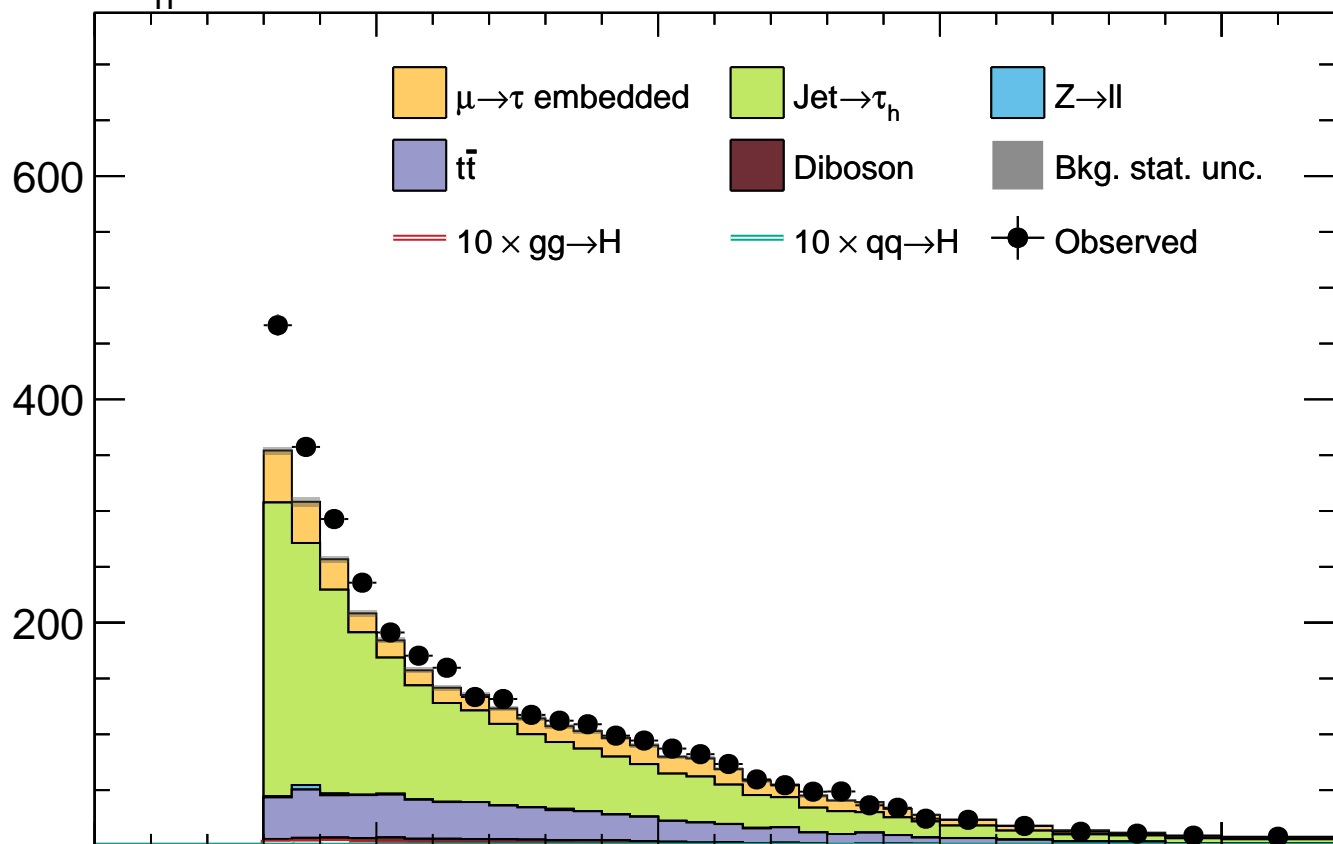 μ→τ embedded Jet→τh Z→ll
600 tt̄ Diboson Bkg. stat. unc.
10 × gg→H 10 × qq→H Observed
400
200